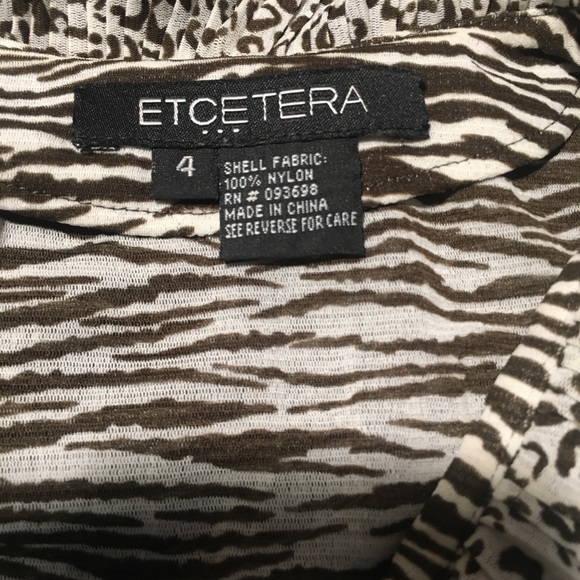 ETCETERA
4
SHELL FABRIC:
100% NYLON
RN # 093698
MADE IN CHINA
SEE REVERSE FOR CARE